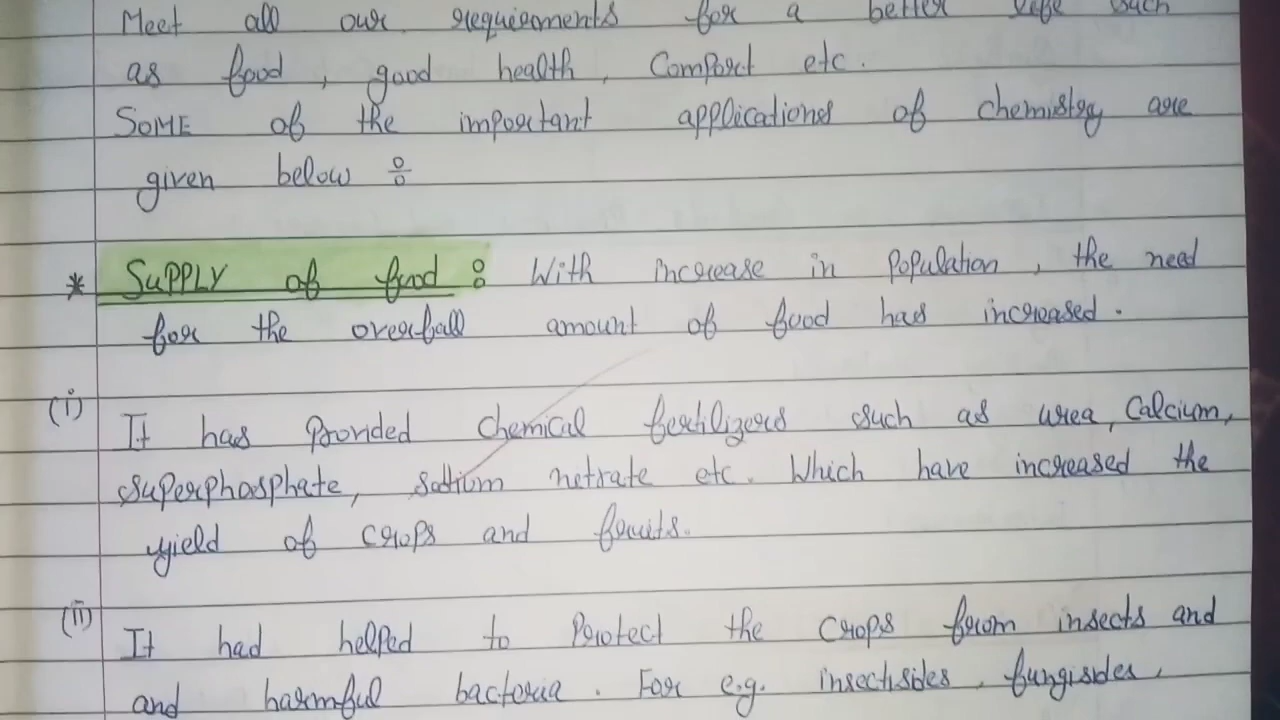 Meet all our requirements for a better life such
as food, good health, Comport etc.
SOME of the important applications of chemistry are
given below :
* SUPPLY of food : With increase in Population, the need
for the overball amount of food has increased.
(i) It has Provided chemical fertilizers such as urea, Calcium,
superphosphate, sodium netrate etc. Which have increased the
yield of crops and fruits.
(ii) It had helped to Protect the crops from insects and
and harmful bacteria. For e.g. insectisides, fungisides,